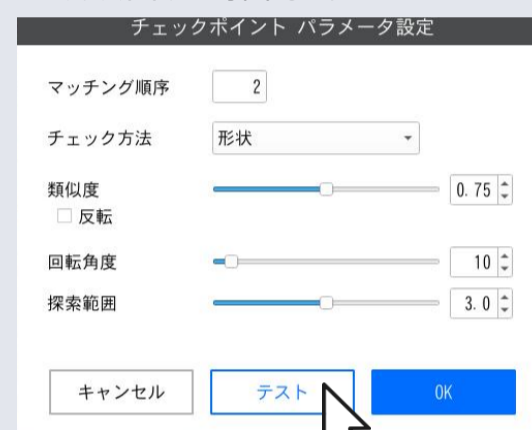 チェックポイント パラメータ設定
マッチング順序 2
チェック方法 形状
類似度 0.75
反転
回転角度 10
探索範囲 3.0
キャンセル テスト OK